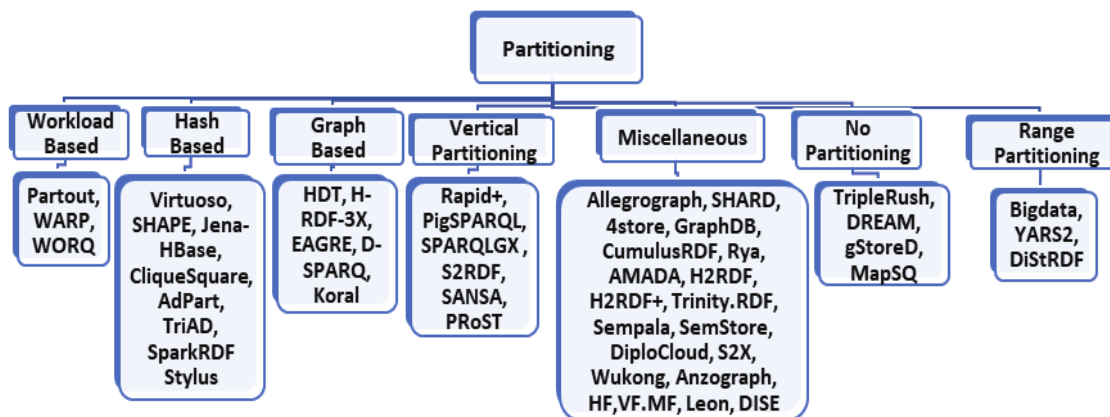 Partitioning
Workload
Based
Hash
Based
Graph
Based
Vertical
Partitioning
Miscellaneous
No
Partitioning
Range
Partitioning
Partout,
WARP,
WORQ
Virtuoso,
SHAPE, Jena-
HBase,
CliqueSquare,
AdPart,
TriAD,
SparkRDF
Stylus
HDT, H-
RDF-3X,
EAGRE, D-
SPARQ,
Koral
Rapid+,
PigSPARQL,
SPARQLGX,
S2RDF,
SANSA,
PRoST
Allegrograph, SHARD,
4store, GraphDB,
CumulusRDF, Rya,
AMADA, H2RDF,
H2RDF+, Trinity.RDF,
Sempala, SemStore,
DiploCloud, S2X,
Wukong, Anzograph,
HF,VF.MF, Leon, DISE
TripleRush,
DREAM,
gStoreD,
MapSQ
Bigdata,
YARS2,
DiStRDF